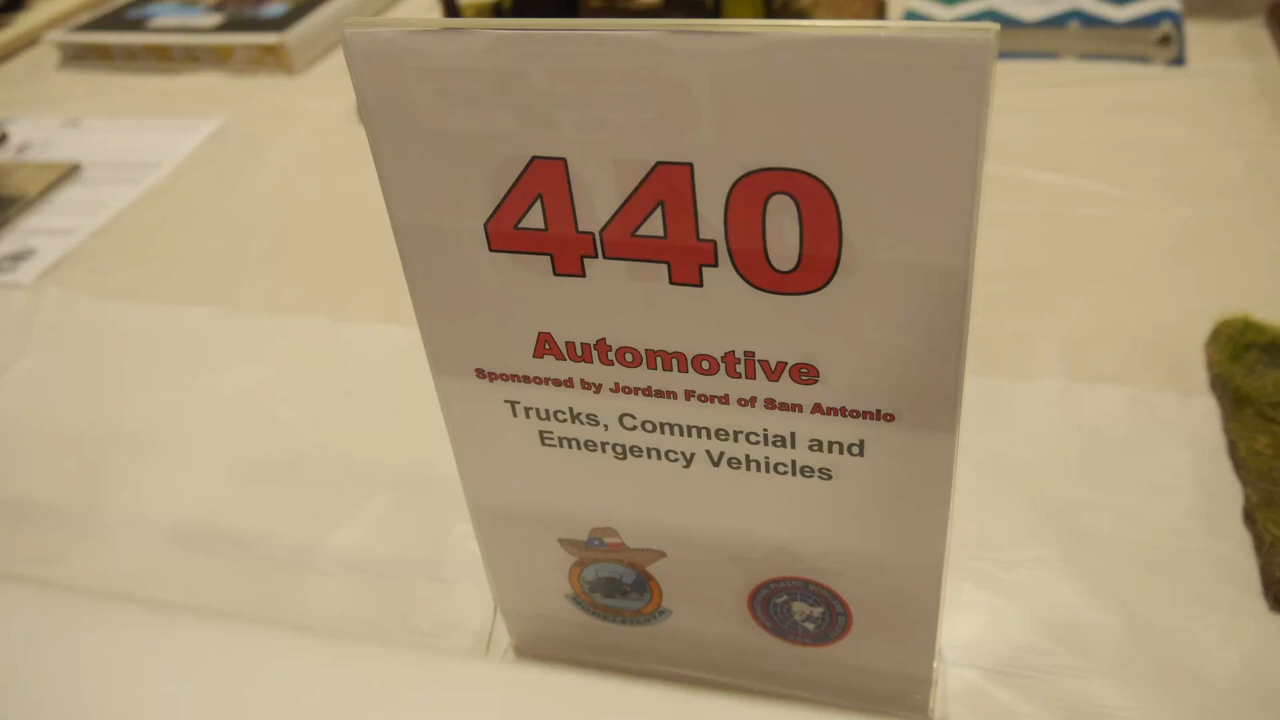 440
Automotive
Sponsored by Jordan Ford of San Antonio
Trucks, Commercial and
Emergency Vehicles